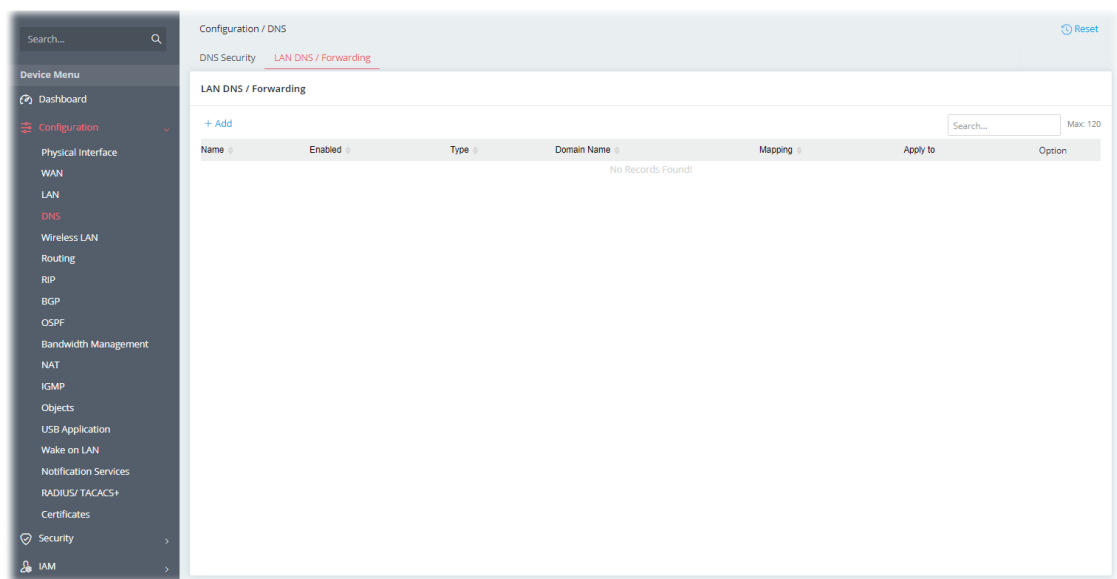 Search...
Device Menu
Dashboard
Configuration
Physical Interface
WAN
LAN
DNS
Wireless LAN
Routing
RIP
BGP
OSPF
Bandwidth Management
NAT
IGMP
Objects
USB Application
Wake on LAN
Notification Services
RADIUS/ TACACS+
Certificates
Security
IAM
Configuration / DNS
Reset
DNS Security LAN DNS / Forwarding
LAN DNS / Forwarding
+ Add Search... Max: 120
Name Enabled Type Domain Name Mapping Apply to Option
No Records Found!